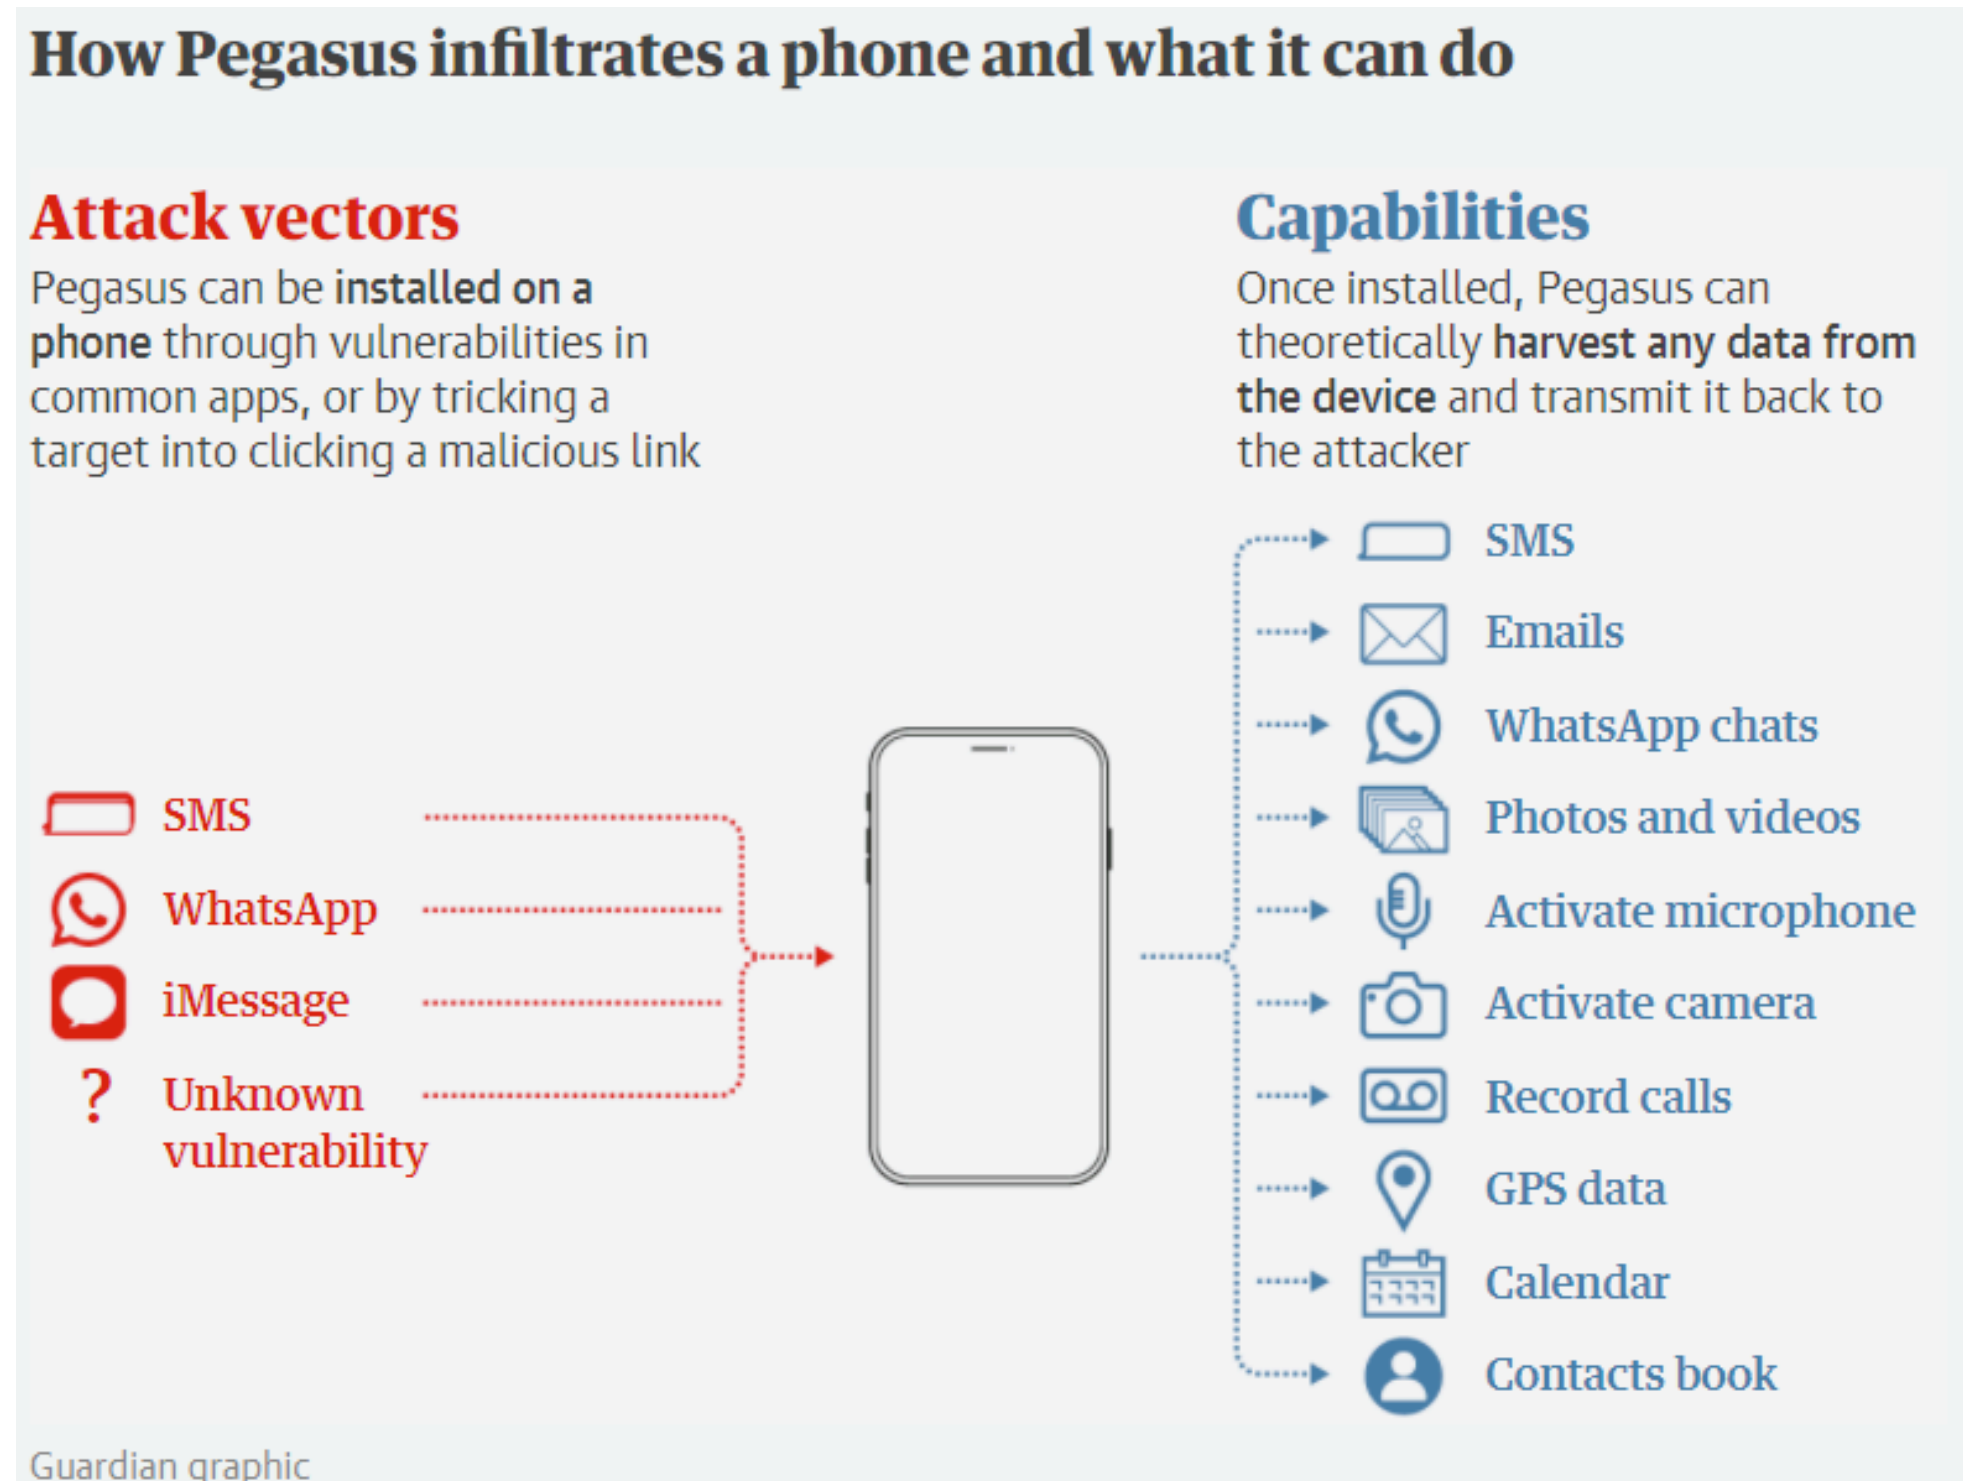 How Pegasus infiltrates a phone and what it can do
Attack vectors
Pegasus can be installed on a
phone through vulnerabilities in
common apps, or by tricking a
target into clicking a malicious link
SMS
WhatsApp
iMessage
? Unknown
vulnerability
Capabilities
Once installed, Pegasus can
theoretically harvest any data from
the device and transmit it back to
the attacker
SMS
Emails
WhatsApp chats
Photos and videos
Activate microphone
Activate camera
Record calls
GPS data
Calendar
Contacts book
Guardian graphic